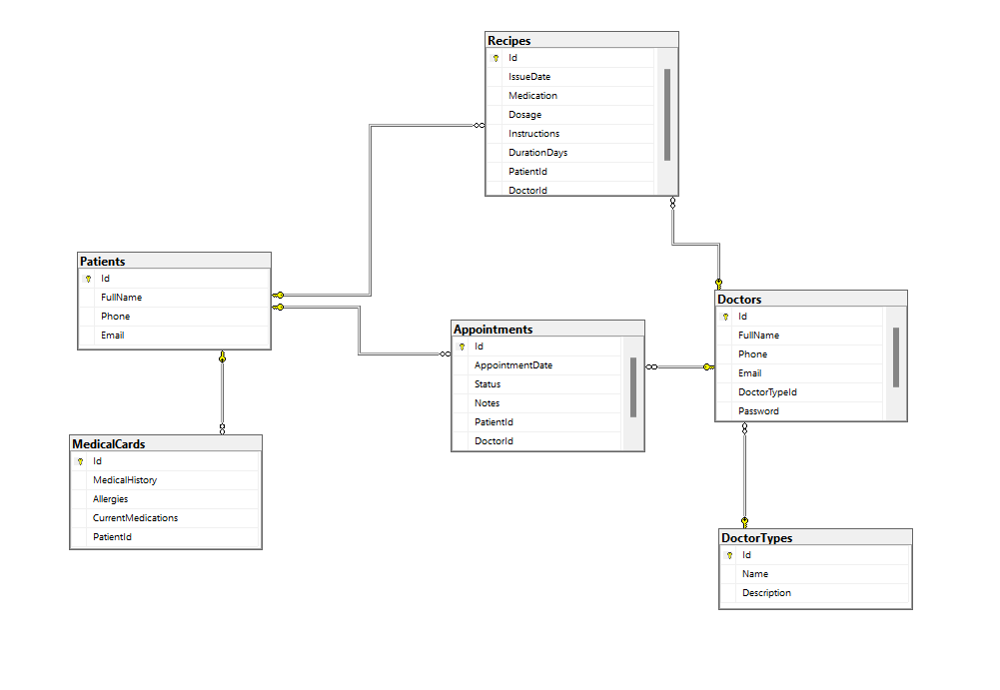 Recipes
Id
IssueDate
Medication
Dosage
Instructions
DurationDays
PatientId
DoctorId
Patients
Id
FullName
Phone
Email
Appointments
Id
AppointmentDate
Status
Notes
PatientId
DoctorId
Doctors
Id
FullName
Phone
Email
DoctorTypeId
Password
MedicalCards
Id
MedicalHistory
Allergies
CurrentMedications
PatientId
DoctorTypes
Id
Name
Description